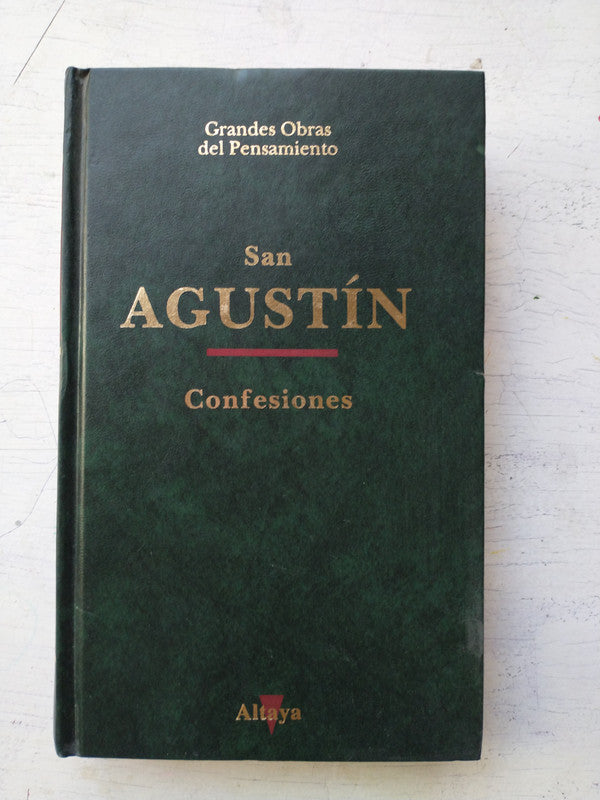 Grandes Obras
del Pensamiento
San
AGUSTÍN
Confesiones
Altaya